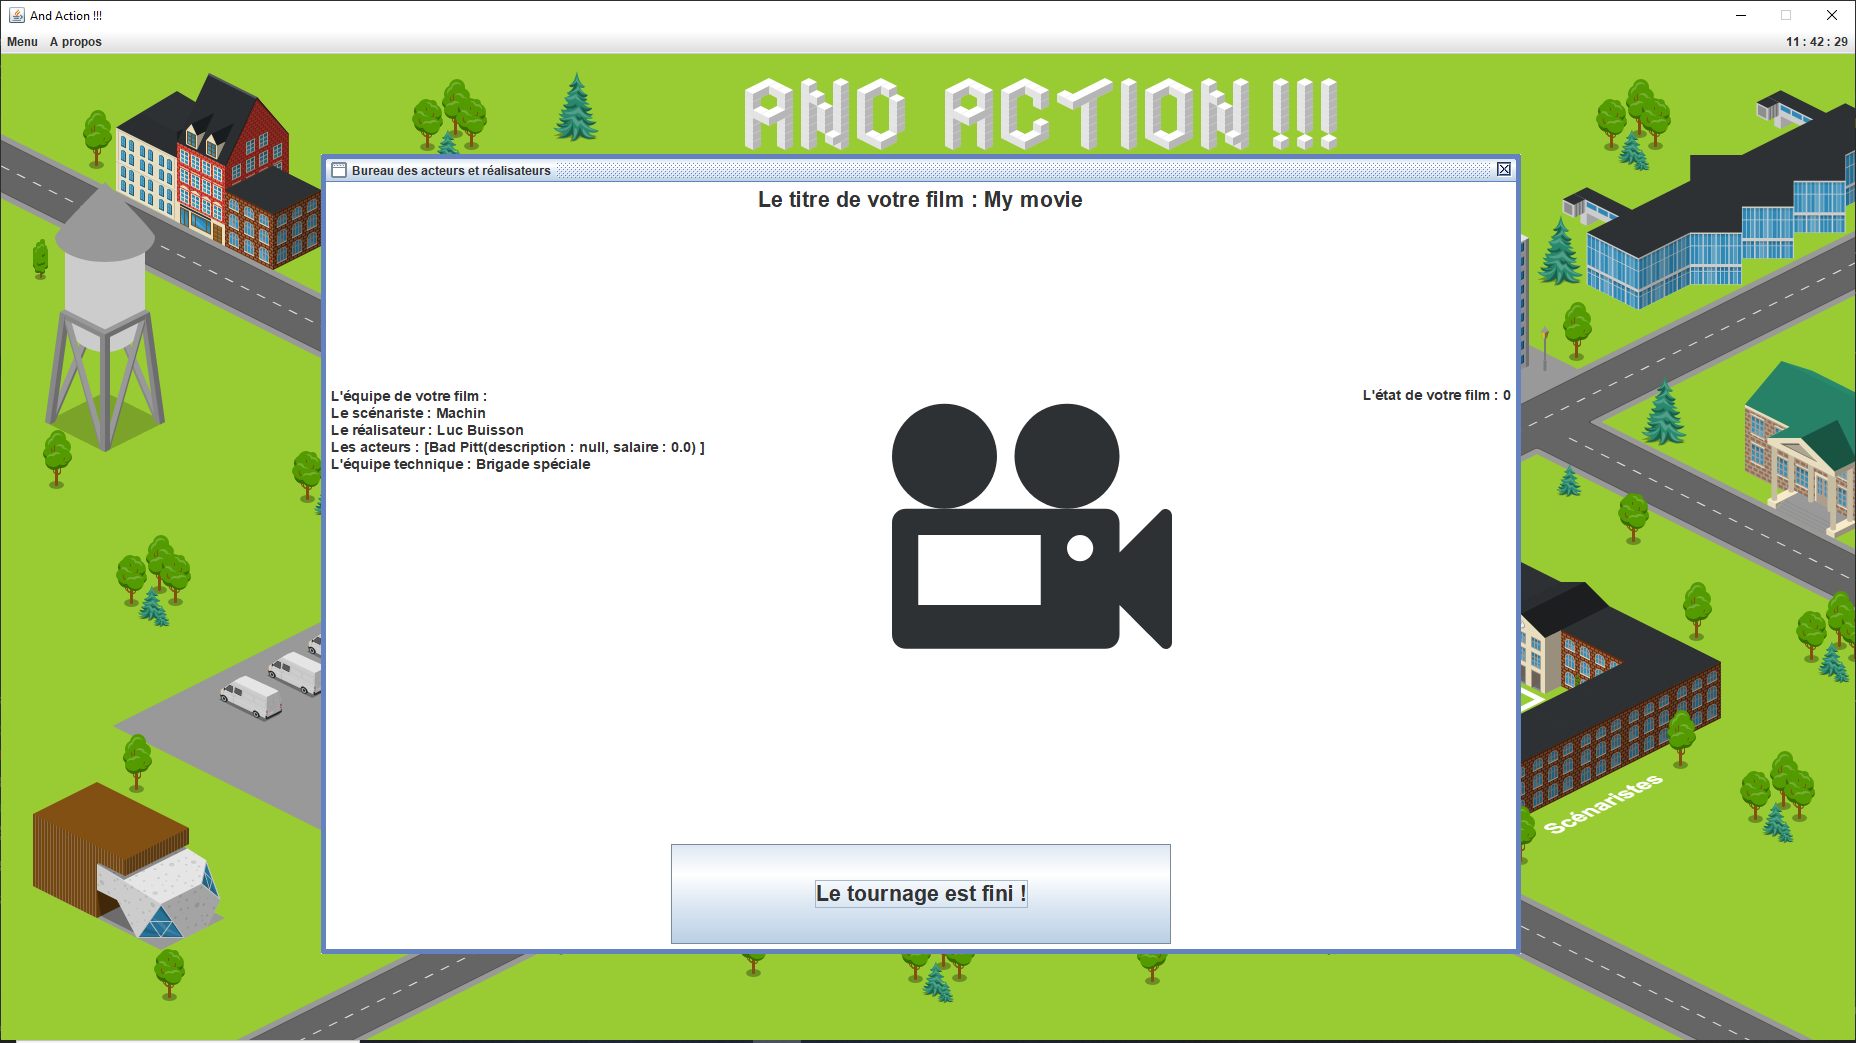 And Action !!!
Menu A propos
11 : 42 : 29
AND ACTION !!!
Bureau des acteurs et réalisateurs
Le titre de votre film : My movie
L'équipe de votre film :
Le scénariste : Machin
Le réalisateur : Luc Buisson
Les acteurs : [Bad Pitt(description : null, salaire : 0.0) ]
L'équipe technique : Brigade spéciale
L'état de votre film : 0
Scénaristes
Le tournage est fini !